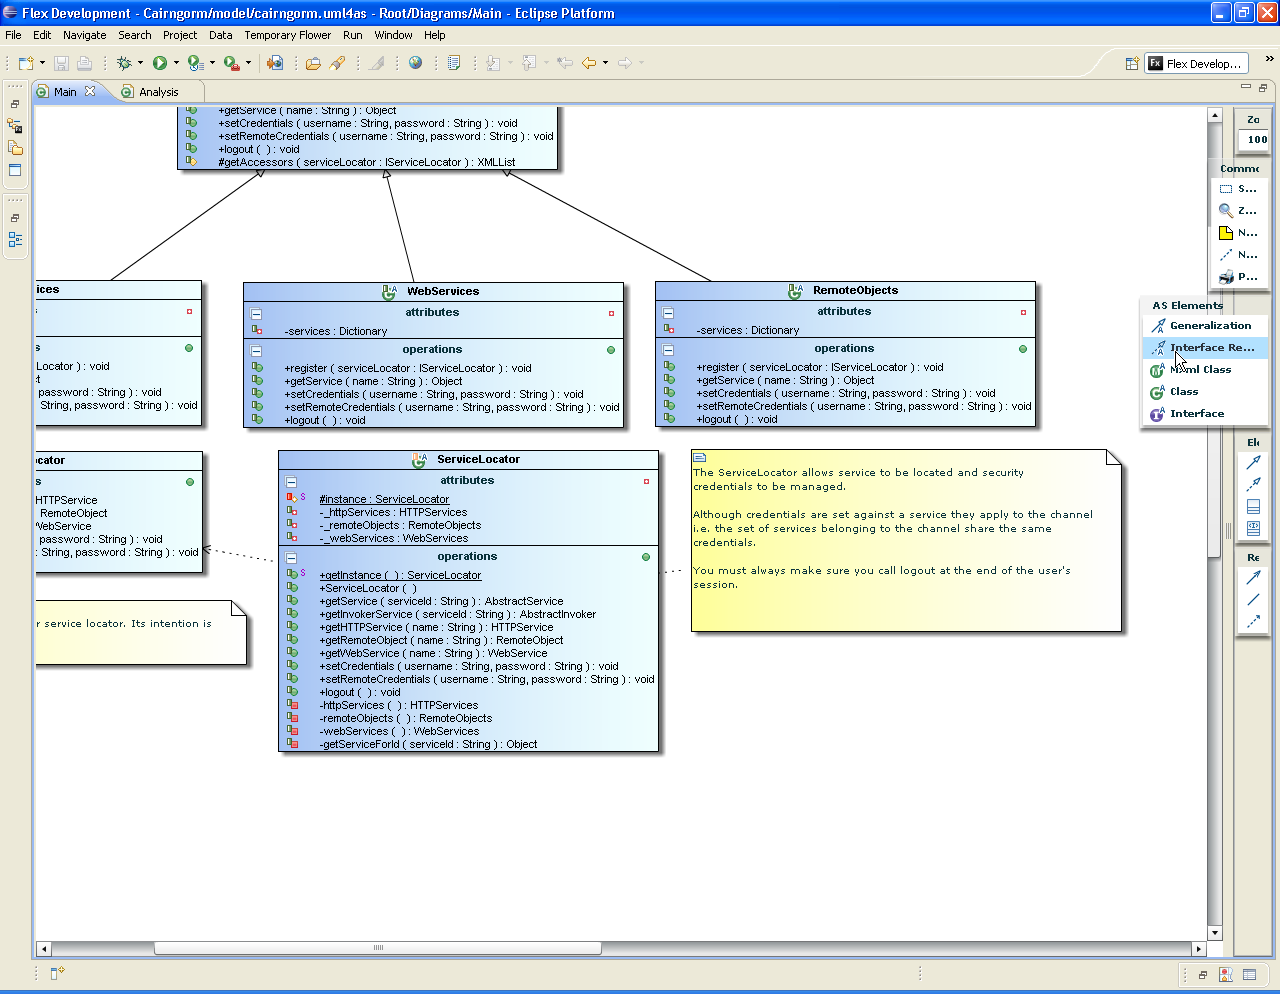 Flex Development - Cairngorm/model/cairngorm.uml4as - Root/Diagrams/Main - Eclipse Platform
File Edit Navigate Search Project Data Temporary Flower Run Window Help
Fx Flex Develop...
Main Analysis
+getService ( name : String ) : Object
+setCredentials ( username : String, password : String ) : void
+setRemoteCredentials ( username : String, password : String ) : void
+logout ( ) : void
#getAccessors ( serviceLocator : IServiceLocator ) : XMLList
ices
s
s
Locator ) : void
ct
password : String ) : void
String, password : String ) : void
WebServices
attributes
-services : Dictionary
operations
+register ( serviceLocator : IServiceLocator ) : void
+getService ( name : String ) : Object
+setCredentials ( username : String, password : String ) : void
+setRemoteCredentials ( username : String, password : String ) : void
+logout ( ) : void
RemoteObjects
attributes
-services : Dictionary
operations
+register ( serviceLocator : IServiceLocator ) : void
+getService ( name : String ) : Object
+setCredentials ( username : String, password : String ) : void
+setRemoteCredentials ( username : String, password : String ) : void
+logout ( ) : void
ocator
s
HTTPService
RemoteObject
WebService
password : String ) : void
: String, password : String ) : void
r service locator. Its intention is
ServiceLocator
attributes
#instance : ServiceLocator
-_httpServices : HTTPServices
-_remoteObjects : RemoteObjects
-_webServices : WebServices
operations
+getInstance ( ) : ServiceLocator
+ServiceLocator ( )
+getService ( serviceId : String ) : AbstractService
+getInvokerService ( serviceId : String ) : AbstractInvoker
+getHTTPService ( name : String ) : HTTPService
+getRemoteObject ( name : String ) : RemoteObject
+getWebService ( name : String ) : WebService
+setCredentials ( username : String, password : String ) : void
+setRemoteCredentials ( username : String, password : String ) : void
+logout ( ) : void
-httpServices ( ) : HTTPServices
-remoteObjects ( ) : RemoteObjects
-webServices ( ) : WebServices
-getServiceForId ( serviceId : String ) : Object
The ServiceLocator allows service to be located and security
credentials to be managed.
Although credentials are set against a service they apply to the channel
i.e. the set of services belonging to the channel share the same
credentials.
You must always make sure you call logout at the end of the user's
session.
Zo
100
Commo
S...
Z...
N...
N...
P...
AS Elements
Generalization
Interface Re...
Mxml Class
Class
Interface
Ele
Re